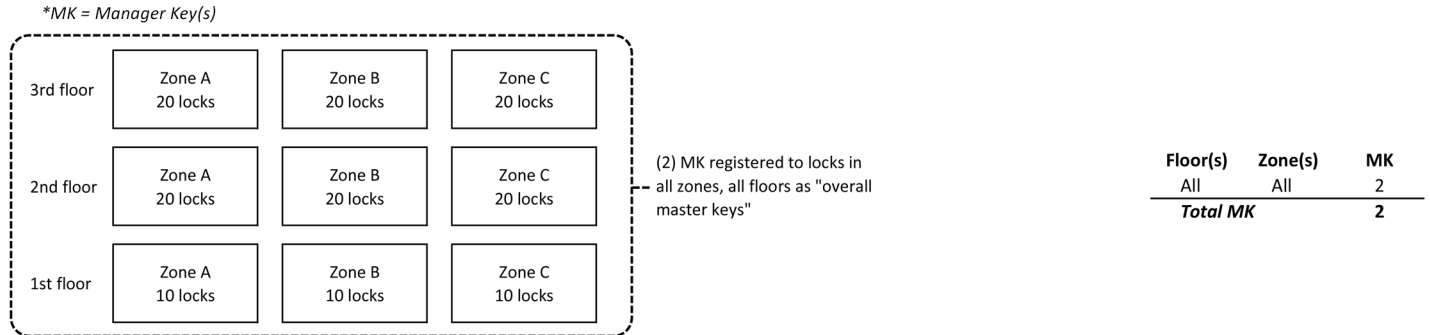 *MK = Manager Key(s)
3rd floor
Zone A
20 locks
Zone B
20 locks
Zone C
20 locks
2nd floor
Zone A
20 locks
Zone B
20 locks
Zone C
20 locks
1st floor
Zone A
10 locks
Zone B
10 locks
Zone C
10 locks
(2) MK registered to locks in
all zones, all floors as "overall
master keys"
Floor(s) Zone(s) MK
All All 2
Total MK 2